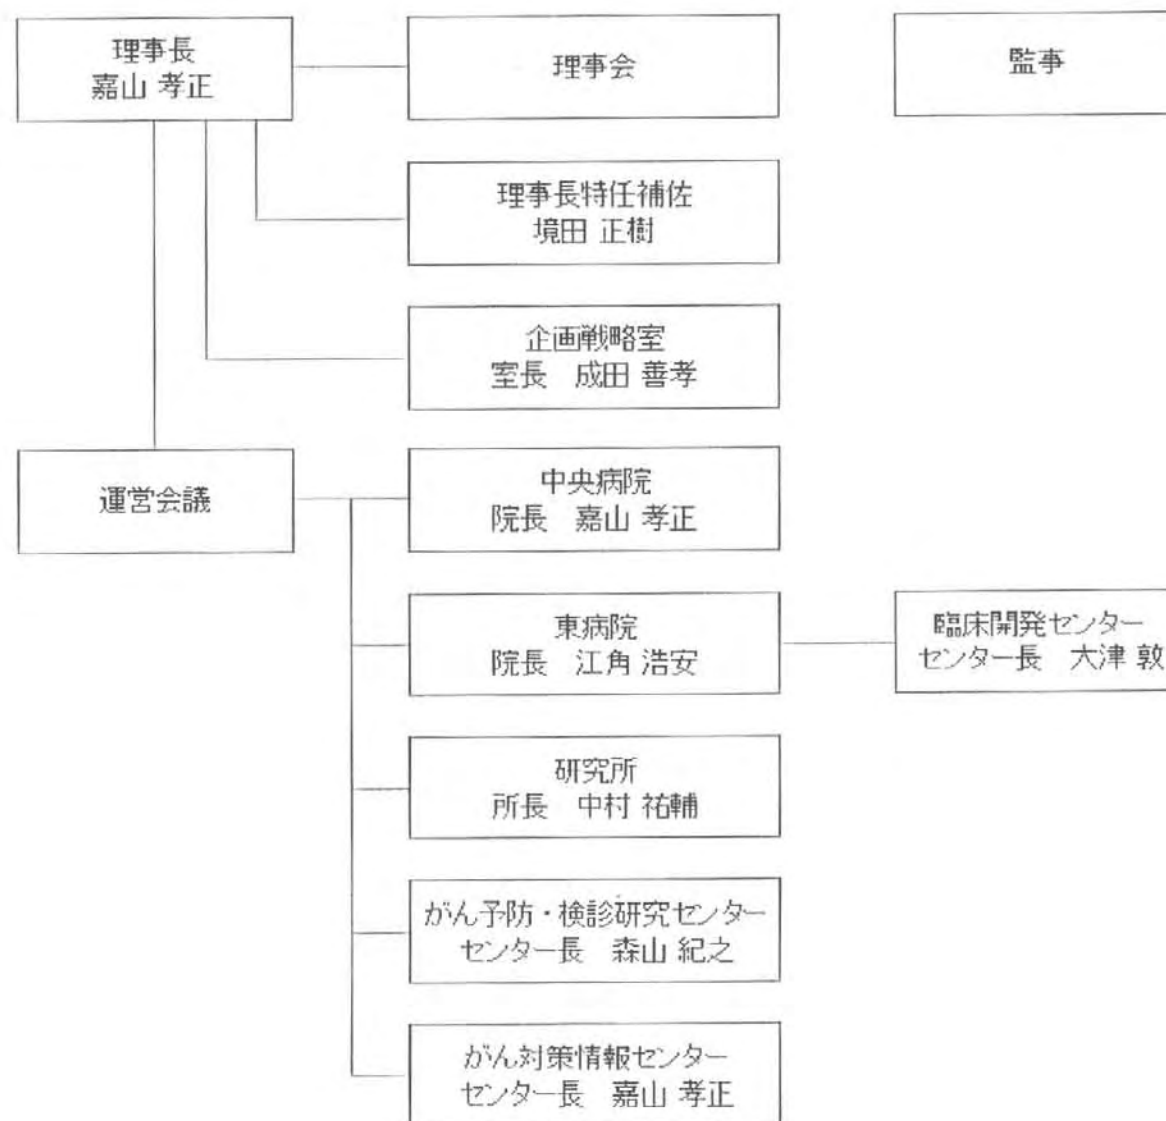 理事長
嘉山 孝正
理事会
監事
理事長特任補佐
境田 正樹
企画戦略室
室長　成田 善孝
運営会議
中央病院
院長　嘉山 孝正
東病院
院長　江角 浩安
臨床開発センター
センター長　大津 敦
研究所
所長　中村 祐輔
がん予防・検診研究センター
センター長　森山 紀之
がん対策情報センター
センター長　嘉山 孝正